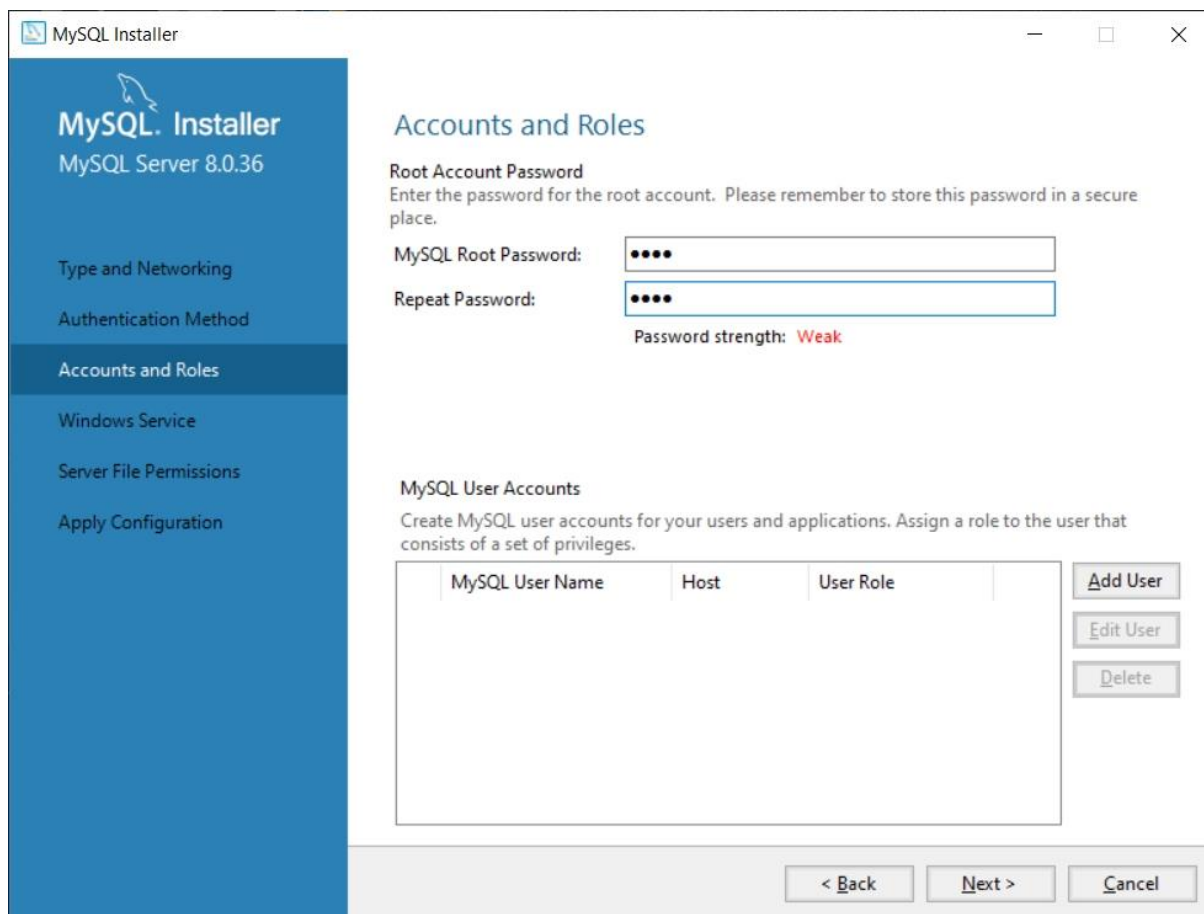 MySQL Installer
MySQL. Installer
MySQL Server 8.0.36
Type and Networking
Authentication Method
Accounts and Roles
Windows Service
Server File Permissions
Apply Configuration
Accounts and Roles
Root Account Password
Enter the password for the root account. Please remember to store this password in a secure
place.
MySQL Root Password: ●●●●
Repeat Password: ●●●●
Password strength: Weak
MySQL User Accounts
Create MySQL user accounts for your users and applications. Assign a role to the user that
consists of a set of privileges.
MySQL User Name Host User Role
Add User
Edit User
Delete
< Back Next > Cancel